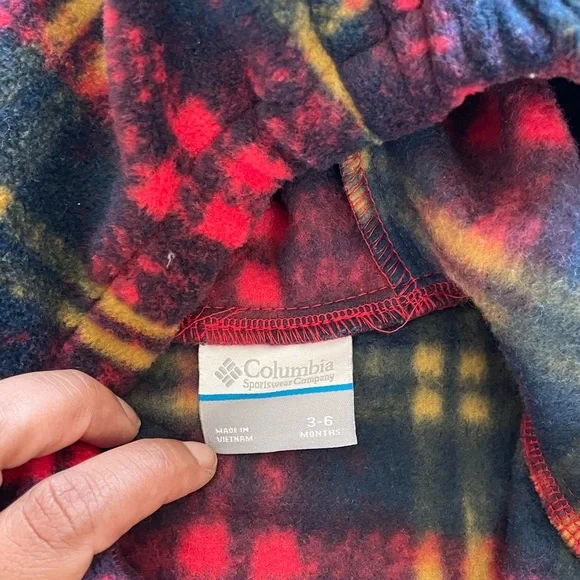 Columbia
Sportswear Company
MADE IN
VIETNAM
3-6
MONTHS